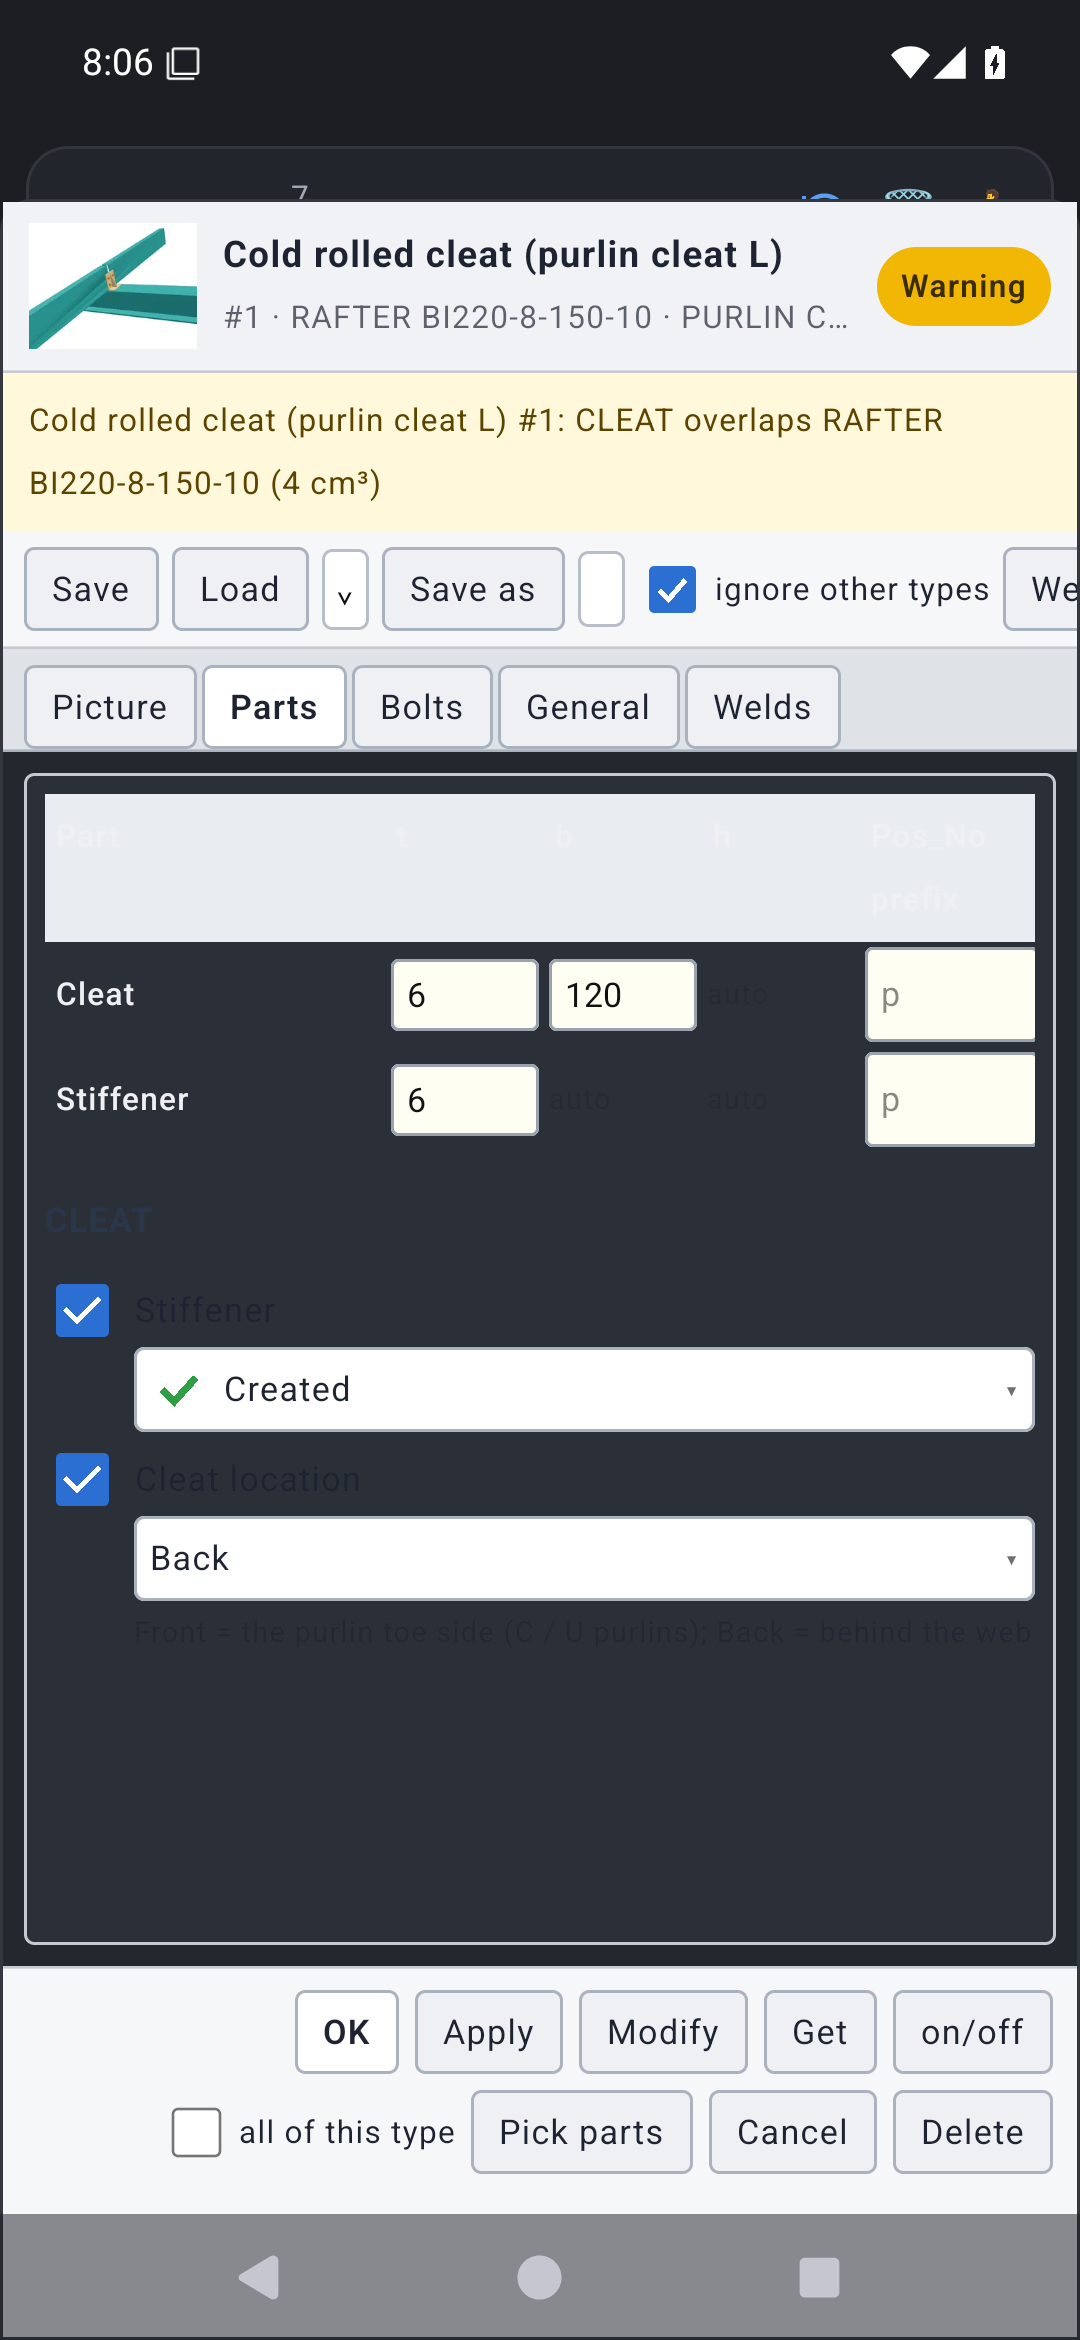 8:06
7
Cold rolled cleat (purlin cleat L)
#1 · RAFTER BI220-8-150-10 · PURLIN C...
Warning
Cold rolled cleat (purlin cleat L) #1: CLEAT overlaps RAFTER
BI220-8-150-10 (4 cm³)
Save Load v Save as ignore other types We
Picture Parts Bolts General Welds
Part t b h Pos_No
prefix
Cleat 6 120 auto p
Stiffener 6 auto auto p
CLEAT
Stiffener
Created
Cleat location
Back
Front = the purlin toe side (C / U purlins); Back = behind the web
OK Apply Modify Get on/off
all of this type Pick parts Cancel Delete